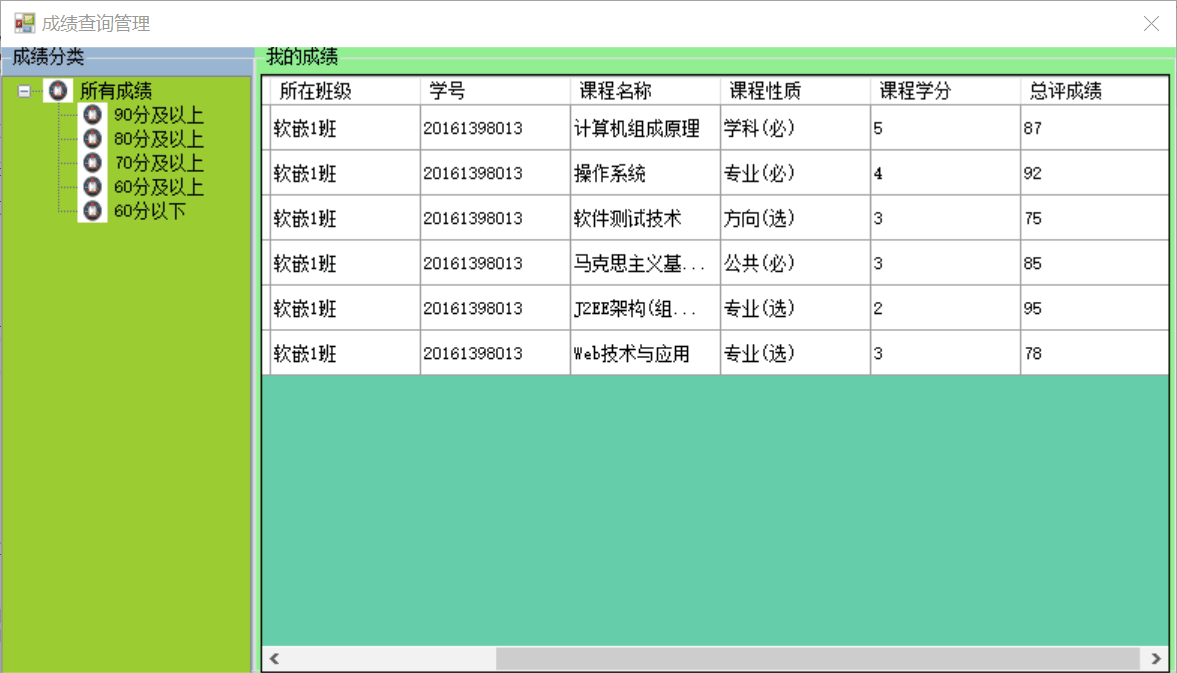 成绩查询管理
成绩分类
所有成绩
90分及以上
80分及以上
70分及以上
60分及以上
60分以下
我的成绩
所在班级 学号 课程名称 课程性质 课程学分 总评成绩
软嵌1班 20161398013 计算机组成原理 学科(必) 5 87
软嵌1班 20161398013 操作系统 专业(必) 4 92
软嵌1班 20161398013 软件测试技术 方向(选) 3 75
软嵌1班 20161398013 马克思主义基... 公共(必) 3 85
软嵌1班 20161398013 J2EE架构(组... 专业(选) 2 95
软嵌1班 20161398013 Web技术与应用 专业(选) 3 78